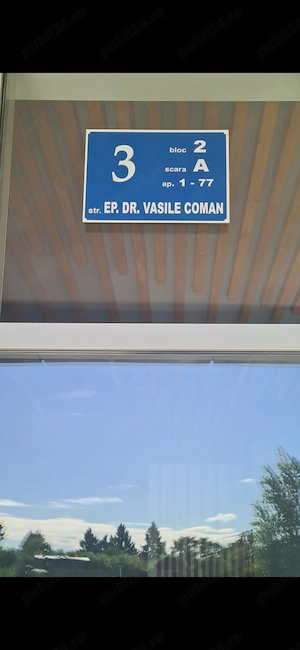 3
bloc 2
scara A
ap. 1 - 77
str. EP. DR. VASILE COMAN